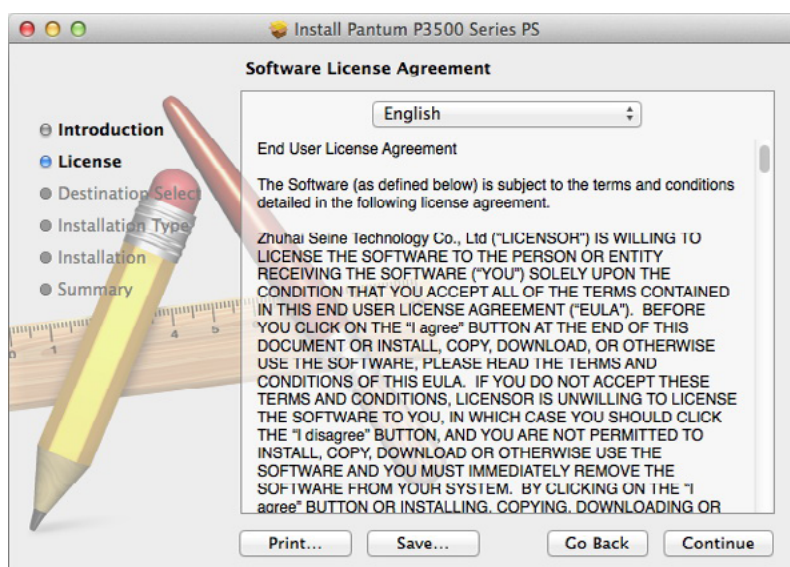 Install Pantum P3500 Series PS
Software License Agreement
Introduction
License
Destination Select
Installation Type
Installation
Summary
English
End User License Agreement
The Software (as defined below) is subject to the terms and conditions
detailed in the following license agreement.
Zhuhai Seine Technology Co., Ltd ("LICENSOR") IS WILLING TO
LICENSE THE SOFTWARE TO THE PERSON OR ENTITY
RECEIVING THE SOFTWARE ("YOU") SOLELY UPON THE
CONDITION THAT YOU ACCEPT ALL OF THE TERMS CONTAINED
IN THIS END USER LICENSE AGREEMENT ("EULA").  BEFORE
YOU CLICK ON THE "I agree" BUTTON AT THE END OF THIS
DOCUMENT OR INSTALL, COPY, DOWNLOAD, OR OTHERWISE
USE THE SOFTWARE, PLEASE READ THE TERMS AND
CONDITIONS OF THIS EULA.  IF YOU DO NOT ACCEPT THESE
TERMS AND CONDITIONS, LICENSOR IS UNWILLING TO LICENSE
THE SOFTWARE TO YOU, IN WHICH CASE YOU SHOULD CLICK
THE "I disagree" BUTTON, AND YOU ARE NOT PERMITTED TO
INSTALL, COPY, DOWNLOAD OR OTHERWISE USE THE
SOFTWARE AND YOU MUST IMMEDIATELY REMOVE THE
SOFTWARE FROM YOUR SYSTEM.  BY CLICKING ON THE "I
agree" BUTTON OR INSTALLING, COPYING, DOWNLOADING OR
0 1 4 5
Print...
Save...
Go Back
Continue